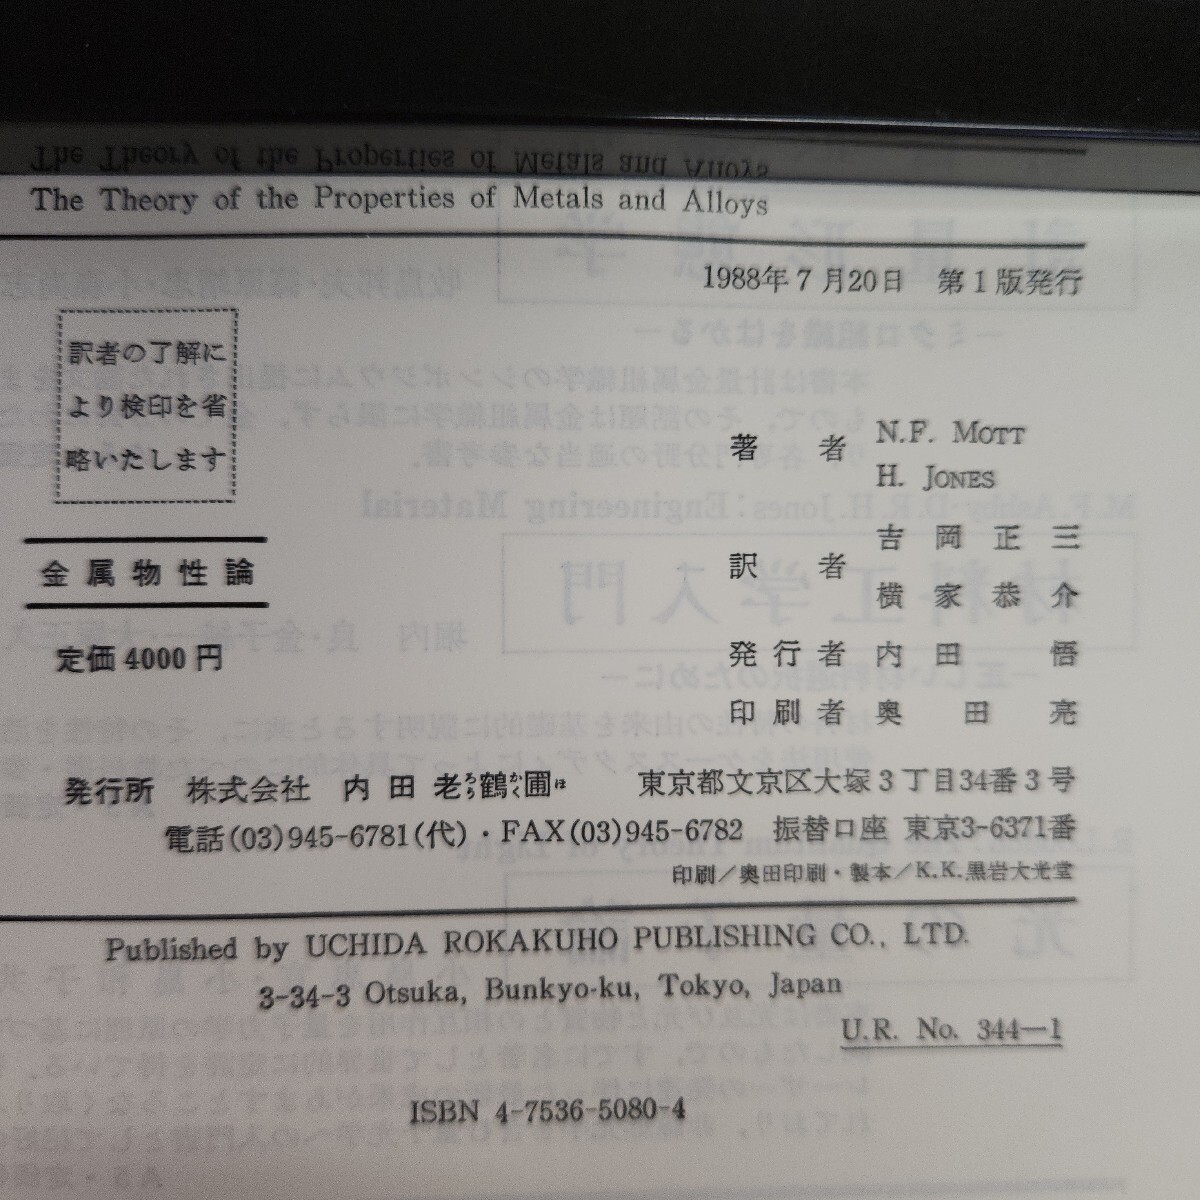 The Theory of the Properties of Metals and Alloys
1988年7月20日　第1版発行
訳者の了解に
より検印を省
略いたします
金属物性論
定価 4000 円
著者 N.F. MOTT
H. JONES
訳者 吉岡正三
横家恭介
発行者 内田悟
印刷者 奥田亮
発行所 株式会社 内田老鶴圃 東京都文京区大塚3丁目34番3号
ろう かく ほ
電話(03)945-6781(代)・FAX(03)945-6782 振替口座 東京3-6371番
印刷/奥田印刷・製本/K.K.黒岩大光堂
Published by UCHIDA ROKAKUHO PUBLISHING CO., LTD.
3-34-3 Otsuka, Bunkyo-ku, Tokyo, Japan
U.R. No. 344-1
ISBN 4-7536-5080-4